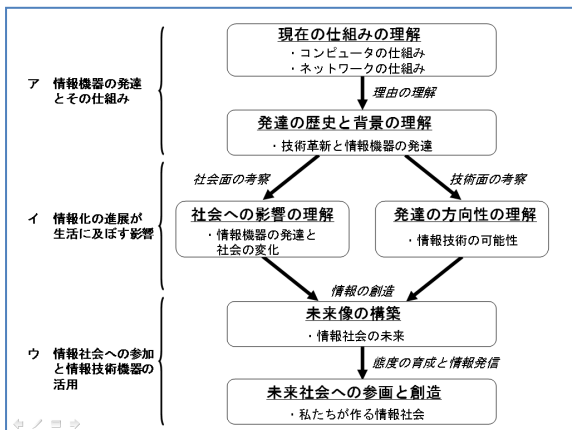 現在の仕組みの理解
・コンピュータの仕組み
・ネットワークの仕組み
ア 情報機器の発達
とその仕組み
理由の理解
発達の歴史と背景の理解
・技術革新と情報機器の発達
社会面の考察
技術面の考察
イ 情報化の進展が
生活に及ぼす影響
社会への影響の理解
・情報機器の発達と
社会の変化
発達の方向性の理解
・情報技術の可能性
情報の創造
未来像の構築
・情報社会の未来
ウ 情報社会への参加
と情報技術機器の
活用
態度の育成と情報発信
未来社会への参画と創造
・私たちが作る情報社会